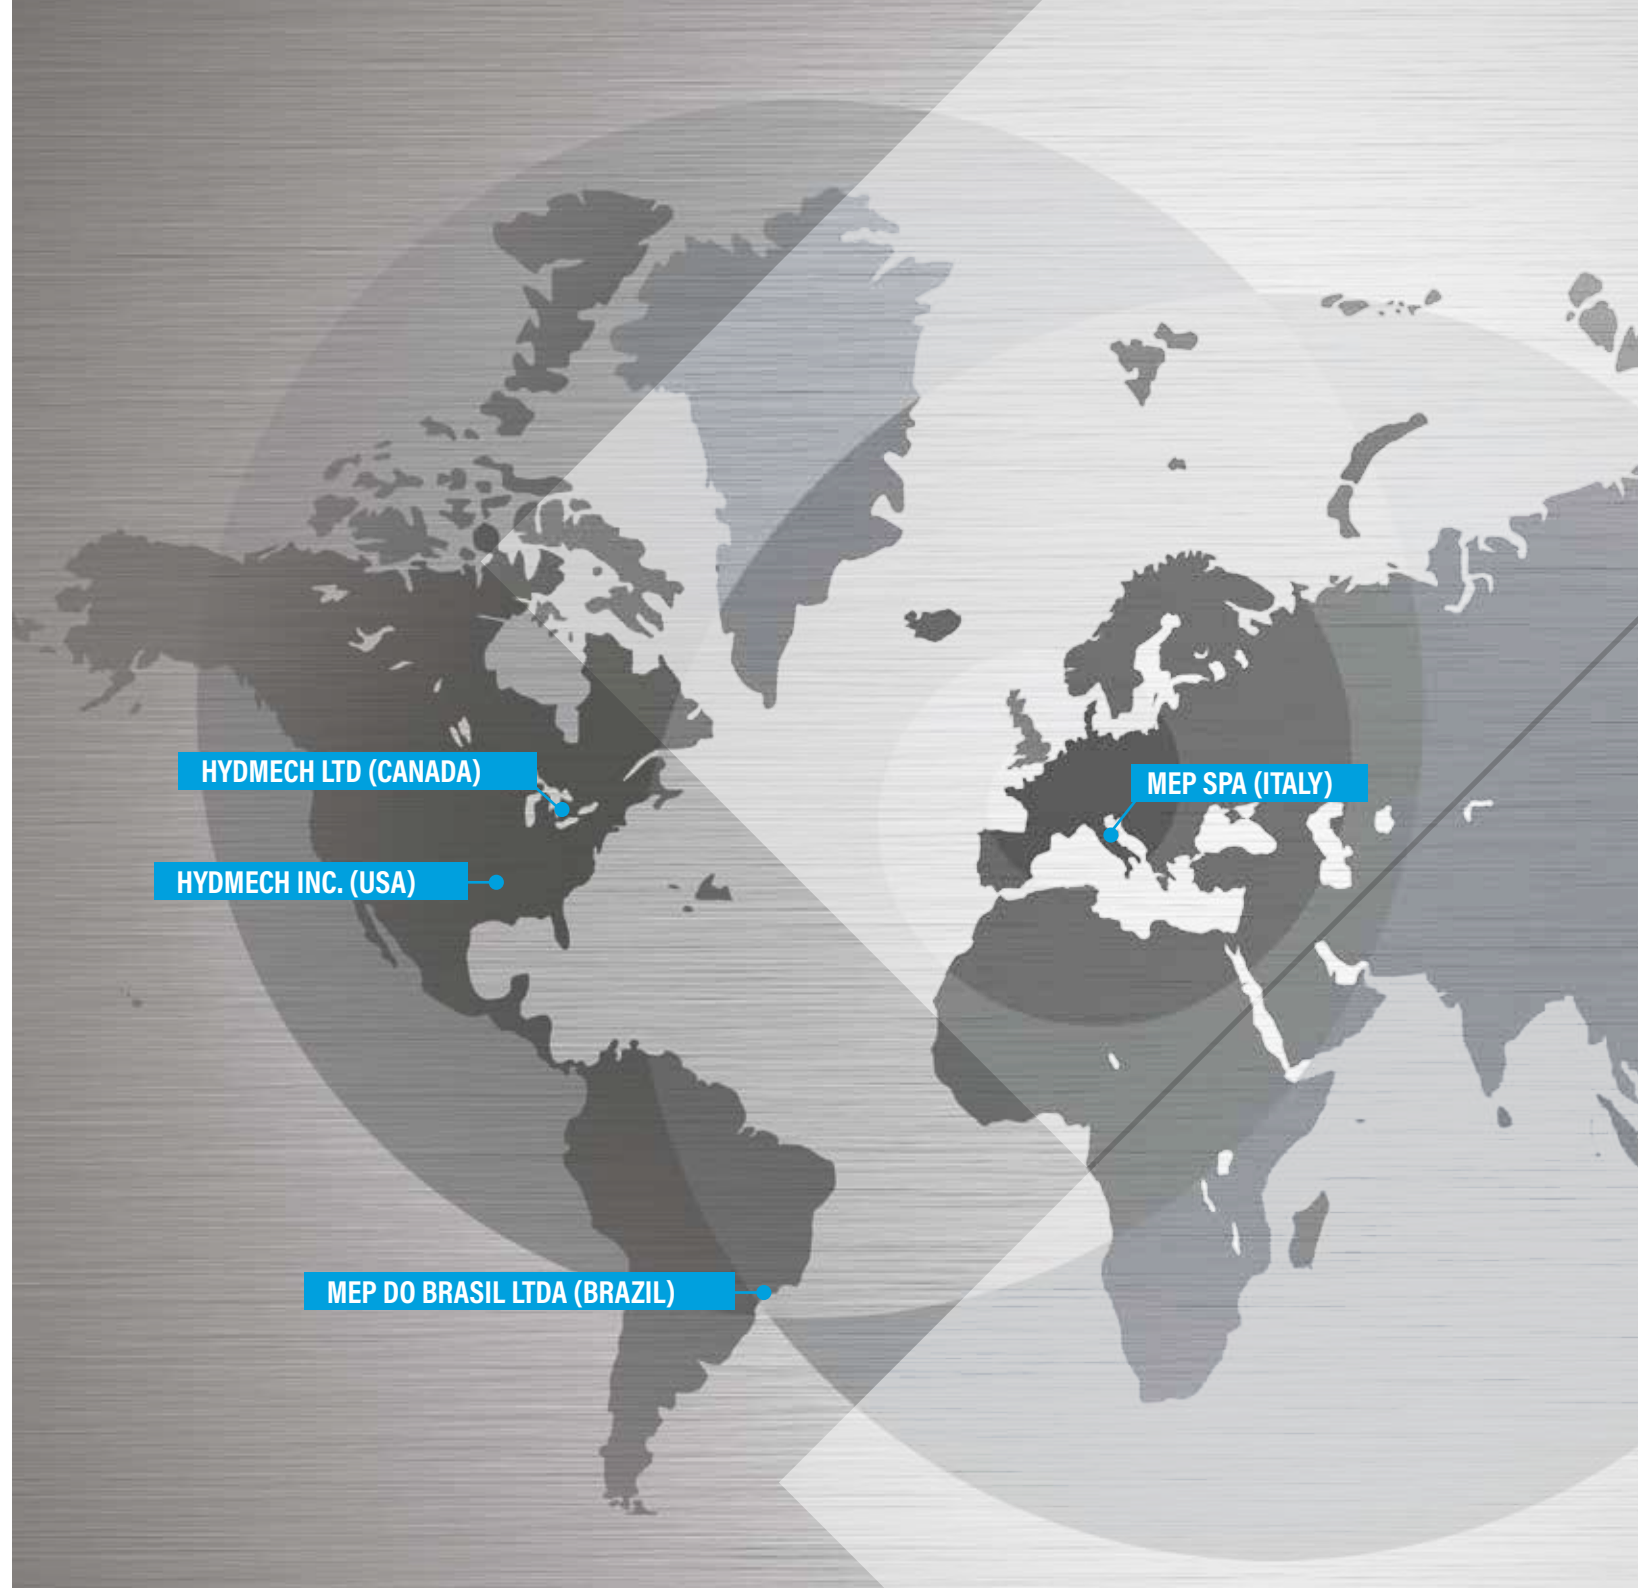 HYDMECH LTD (CANADA)
MEP SPA (ITALY)
HYDMECH INC. (USA)
MEP DO BRASIL LTDA (BRAZIL)